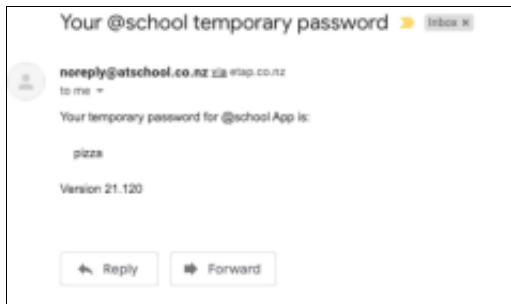 Your @school temporary password
Inbox x
noreply@atschool.co.nz via etap.co.nz
to me
Your temporary password for @school App is:
pizza
Version 21.120
Reply
Forward